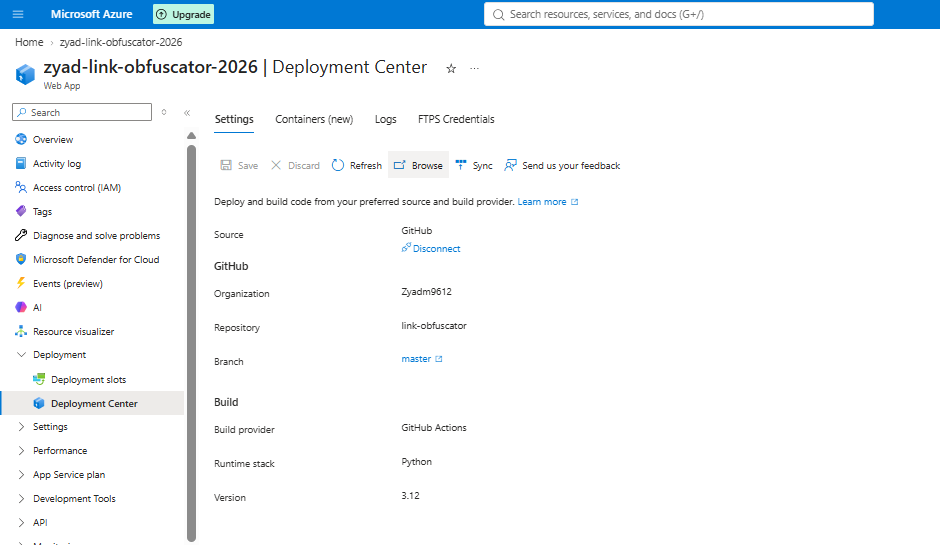 Microsoft Azure
Upgrade
Search resources, services, and docs (G+/)
Home › zyad-link-obfuscator-2026
zyad-link-obfuscator-2026 | Deployment Center
Web App
Search
Overview
Activity log
Access control (IAM)
Tags
Diagnose and solve problems
Microsoft Defender for Cloud
Events (preview)
AI
Resource visualizer
Deployment
Deployment slots
Deployment Center
Settings
Performance
App Service plan
Development Tools
API
Settings Containers (new) Logs FTPS Credentials
Save Discard Refresh Browse Sync Send us your feedback
Deploy and build code from your preferred source and build provider. Learn more
Source GitHub
Disconnect
GitHub
Organization Zyadm9612
Repository link-obfuscator
Branch master
Build
Build provider GitHub Actions
Runtime stack Python
Version 3.12